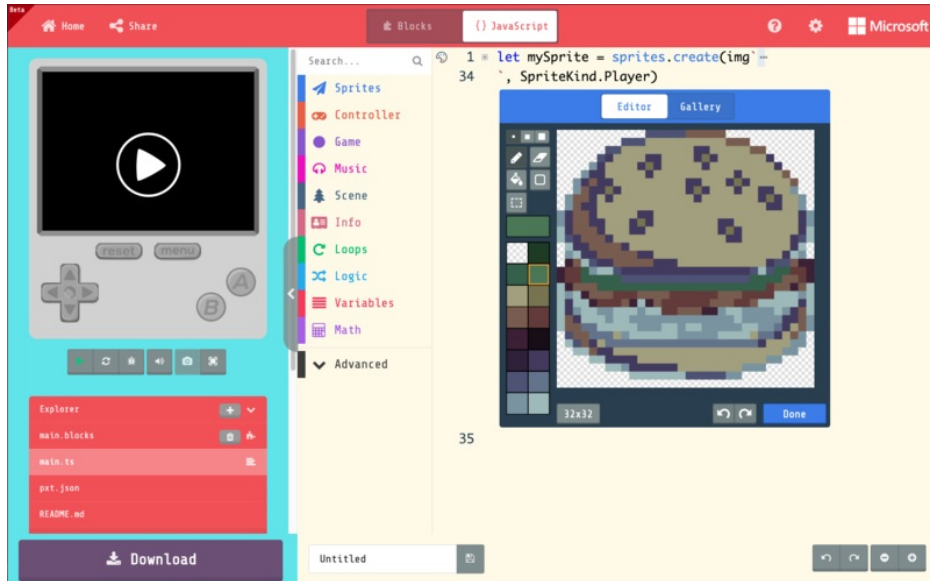 Beta
Home
Share
Blocks
{} JavaScript
Microsoft
Search...
Sprites
Controller
Game
Music
Scene
Info
Loops
Logic
Variables
Math
Advanced
reset
menu
A
B
Explorer
main.blocks
main.ts
pxt.json
README.md
Download
1 let mySprite = sprites.create(img`
34 `, SpriteKind.Player)
Editor
Gallery
32x32
Done
35
Untitled